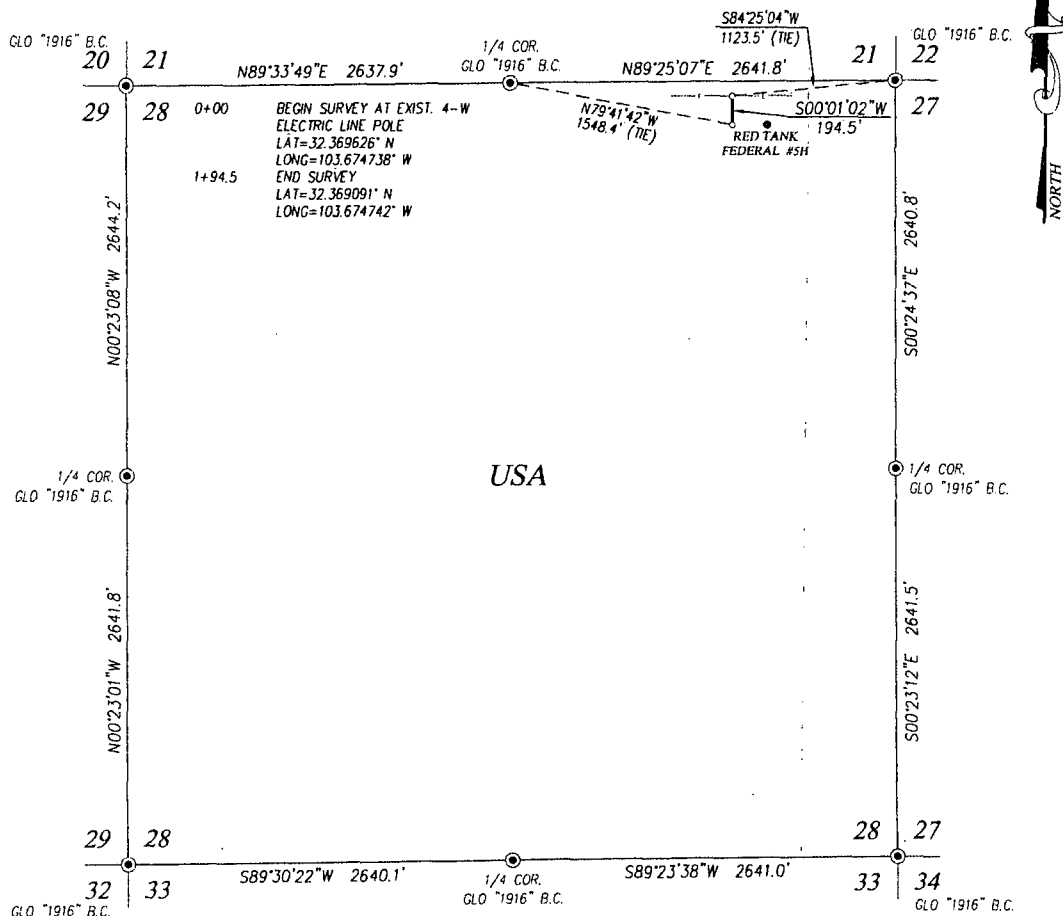 GLO "1916" B.C.
20 21
29 28
N89°33'49"E 2637.9'
1/4 COR.
GLO "1916" B.C.
N89°25'07"E 2641.8'
S84°25'04"W
1123.5' (TIE)
GLO "1916" B.C.
21 22
27
N79°41'42"W
1548.4' (TIE)
S00°01'02"W
194.5'
RED TANK
FEDERAL #5H
NORTH
0+00 BEGIN SURVEY AT EXIST. 4-W
ELECTRIC LINE POLE
LAT=32.369626° N
LONG=103.674738° W
1+94.5 END SURVEY
LAT=32.369091° N
LONG=103.674742° W
N00°23'08"W 2644.2'
S00°24'37"E 2640.8'
1/4 COR.
GLO "1916" B.C.
USA
1/4 COR.
GLO "1916" B.C.
N00°23'01"W 2641.8'
S00°23'12"E 2641.5'
29 28
32 33
GLO "1916" B.C.
S89°30'22"W 2640.1'
1/4 COR.
GLO "1916" B.C.
S89°23'38"W 2641.0'
28 27
33 34
GLO "1916" B.C.